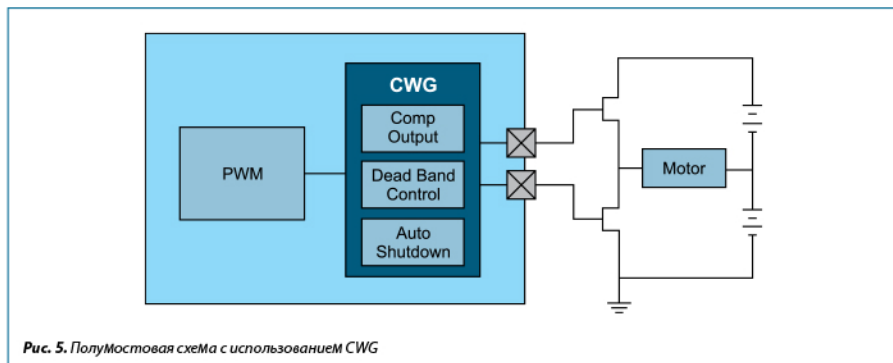 CWG
Comp
Output
PWM
Dead Band
Control
Motor
Auto
Shutdown
Рис. 5. Полумостовая схема с использованием CWG